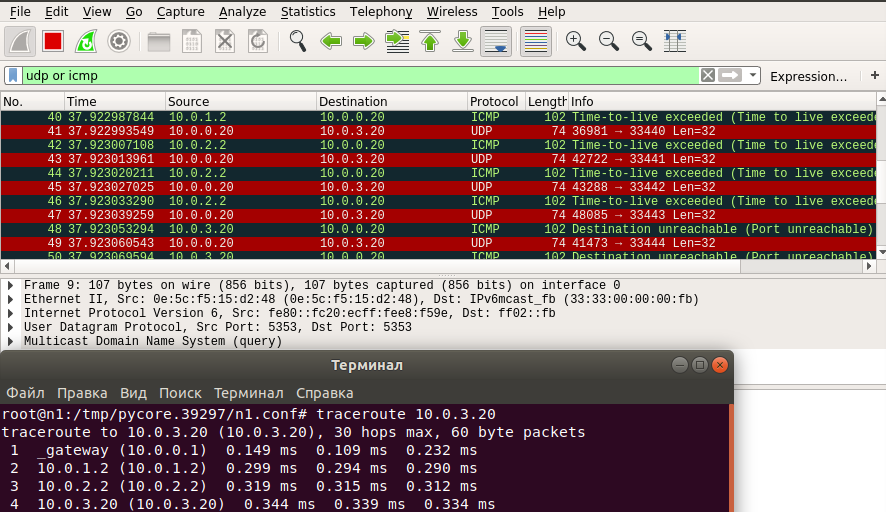 File Edit View Go Capture Analyze Statistics Telephony Wireless Tools Help
udp or icmp Expression… +
No. Time Source Destination Protocol Length Info
40 37.922987844 10.0.1.2 10.0.0.20 ICMP 102 Time-to-live exceeded (Time to live exceede
41 37.922993549 10.0.0.20 10.0.3.20 UDP 74 36981 → 33440 Len=32
42 37.923007108 10.0.2.2 10.0.0.20 ICMP 102 Time-to-live exceeded (Time to live exceede
43 37.923013961 10.0.0.20 10.0.3.20 UDP 74 42722 → 33441 Len=32
44 37.923020211 10.0.2.2 10.0.0.20 ICMP 102 Time-to-live exceeded (Time to live exceede
45 37.923027025 10.0.0.20 10.0.3.20 UDP 74 43288 → 33442 Len=32
46 37.923033290 10.0.2.2 10.0.0.20 ICMP 102 Time-to-live exceeded (Time to live exceede
47 37.923039259 10.0.0.20 10.0.3.20 UDP 74 48085 → 33443 Len=32
48 37.923053294 10.0.3.20 10.0.0.20 ICMP 102 Destination unreachable (Port unreachable)
49 37.923060543 10.0.0.20 10.0.3.20 UDP 74 41473 → 33444 Len=32
50 37.923069594 10.0.3.20 10.0.0.20 ICMP 102 Destination unreachable (Port unreachable)
Frame 9: 107 bytes on wire (856 bits), 107 bytes captured (856 bits) on interface 0
Ethernet II, Src: 0e:5c:f5:15:d2:48 (0e:5c:f5:15:d2:48), Dst: IPv6mcast_fb (33:33:00:00:00:fb)
Internet Protocol Version 6, Src: fe80::fc20:ecff:fee8:f59e, Dst: ff02::fb
User Datagram Protocol, Src Port: 5353, Dst Port: 5353
Multicast Domain Name System (query)
Терминал
Файл Правка Вид Поиск Терминал Справка
root@n1:/tmp/pycore.39297/n1.conf# traceroute 10.0.3.20
traceroute to 10.0.3.20 (10.0.3.20), 30 hops max, 60 byte packets
1 _gateway (10.0.0.1) 0.149 ms 0.109 ms 0.232 ms
2 10.0.1.2 (10.0.1.2) 0.299 ms 0.294 ms 0.290 ms
3 10.0.2.2 (10.0.2.2) 0.319 ms 0.315 ms 0.312 ms
4 10.0.3.20 (10.0.3.20) 0.344 ms 0.339 ms 0.334 ms